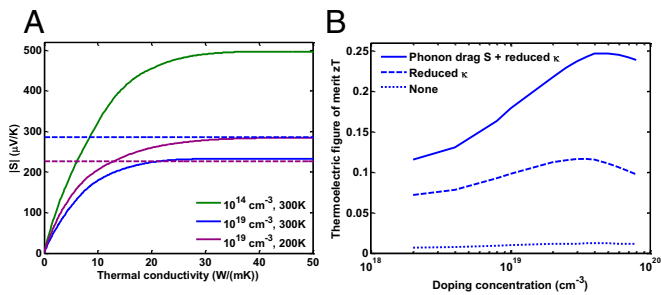 A
|S| (μV/K)
500
400
300
200
100
0
10^14 cm^-3, 300K
10^19 cm^-3, 300K
10^19 cm^-3, 200K
0 10 20 30 40 50
Thermal conductivity (W/(mK))
B
Thermoelectric figure of merit zT
0.25
0.2
0.15
0.1
0.05
0
Phonon drag S + reduced κ
Reduced κ
None
10^18 10^19 10^20
Doping concentration (cm^-3)